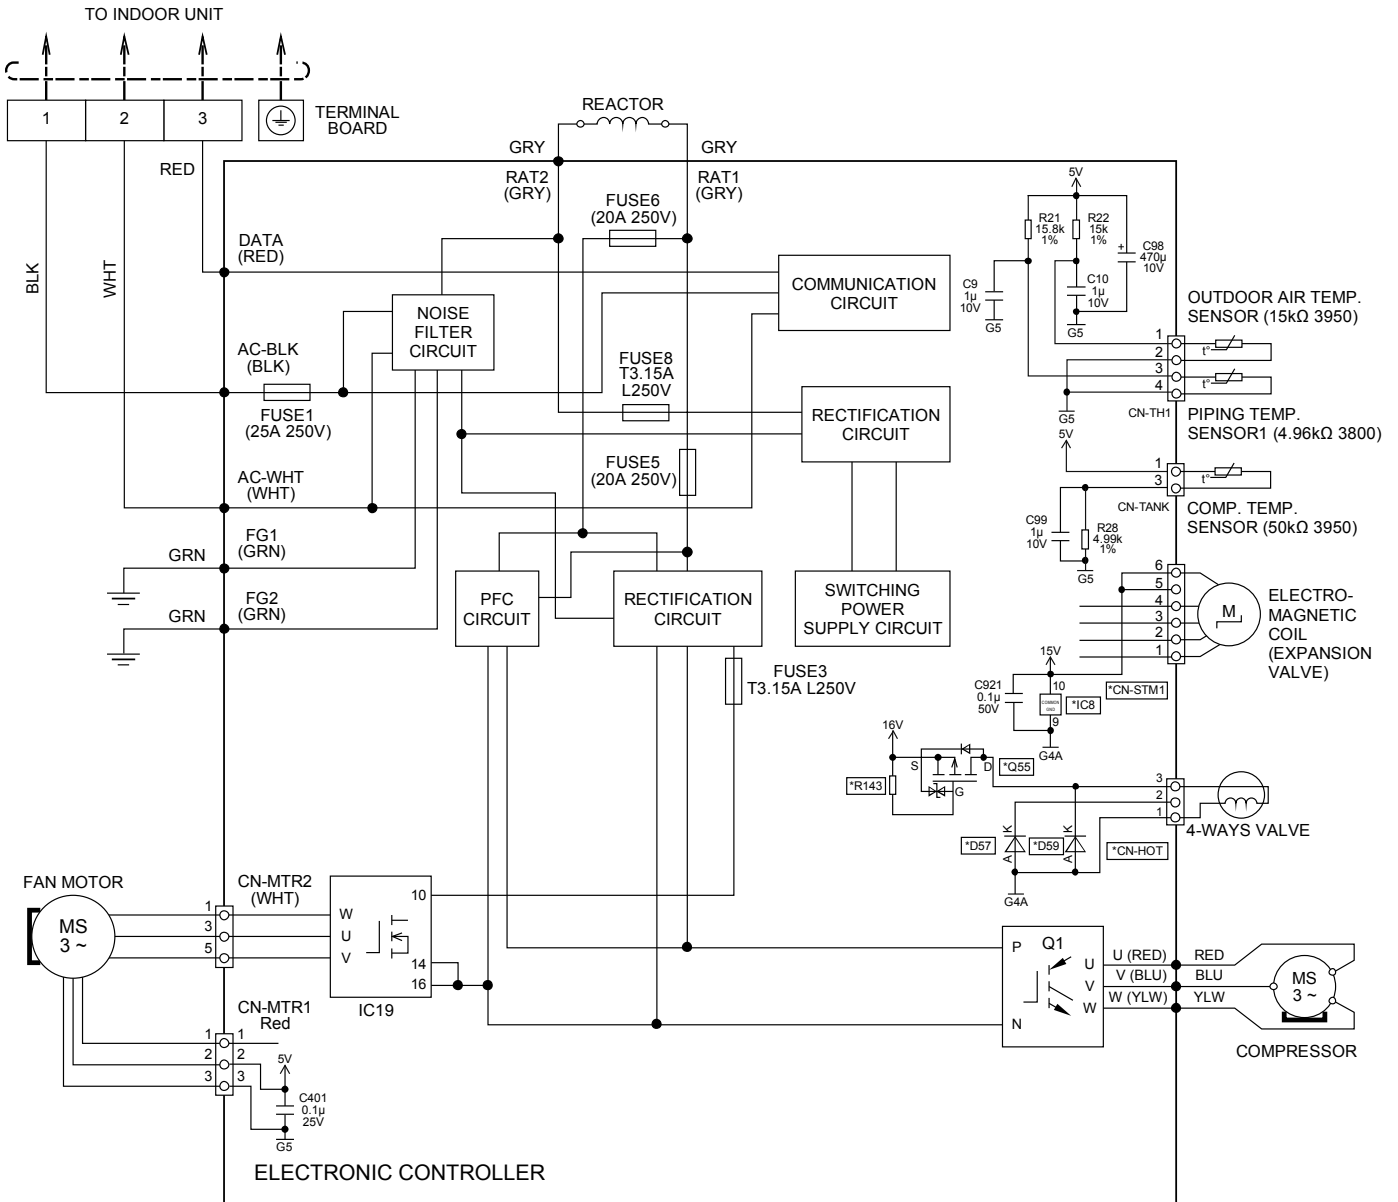 TO INDOOR UNIT
1 2 3
TERMINAL
BOARD
REACTOR
GRY GRY
RED
RAT2
(GRY)
RAT1
(GRY)
FUSE6
(20A 250V)
DATA
(RED)
BLK
WHT
NOISE
FILTER
CIRCUIT
COMMUNICATION
CIRCUIT
AC-BLK
(BLK)
FUSE1
(25A 250V)
FUSE8
T3.15A
L250V
RECTIFICATION
CIRCUIT
FUSE5
(20A 250V)
AC-WHT
(WHT)
FG1
(GRN)
GRN
FG2
(GRN)
GRN
PFC
CIRCUIT
RECTIFICATION
CIRCUIT
SWITCHING
POWER
SUPPLY CIRCUIT
FUSE3
T3.15A L250V
5V
R21
15.8k
1%
R22
15k
1%
+
C98
470µ
10V
C9
1µ
10V
G5
C10
1µ
10V
G5
OUTDOOR AIR TEMP.
SENSOR (15kΩ 3950)
1
2
3
4
t°
t°
G5
CN-TH1
PIPING TEMP.
SENSOR1 (4.96kΩ 3800)
5V
1
3
t°
CN-TANK
COMP. TEMP.
SENSOR (50kΩ 3950)
C99
1µ
10V
R28
4.99k
1%
G5
6
5
4
3
2
1
M
ELECTRO-
MAGNETIC
COIL
(EXPANSION
VALVE)
15V
C921
0.1µ
50V
10
COMMON
GND
9
*IC8
*CN-STM1
G4A
16V
*R143
S
D
G
*Q55
3
2
1
4-WAYS VALVE
*D57
K
A
*D59
K
A
*CN-HOT
G4A
FAN MOTOR
MS
3 ~
CN-MTR2
(WHT)
1
3
5
W
U
V
10
14
16
IC19
CN-MTR1
Red
1 1
2 2
3 3
5V
C401
0.1µ
25V
G5
P
N
Q1
U
V
W
U (RED) RED
V (BLU) BLU
W (YLW) YLW
MS
3 ~
COMPRESSOR
ELECTRONIC CONTROLLER